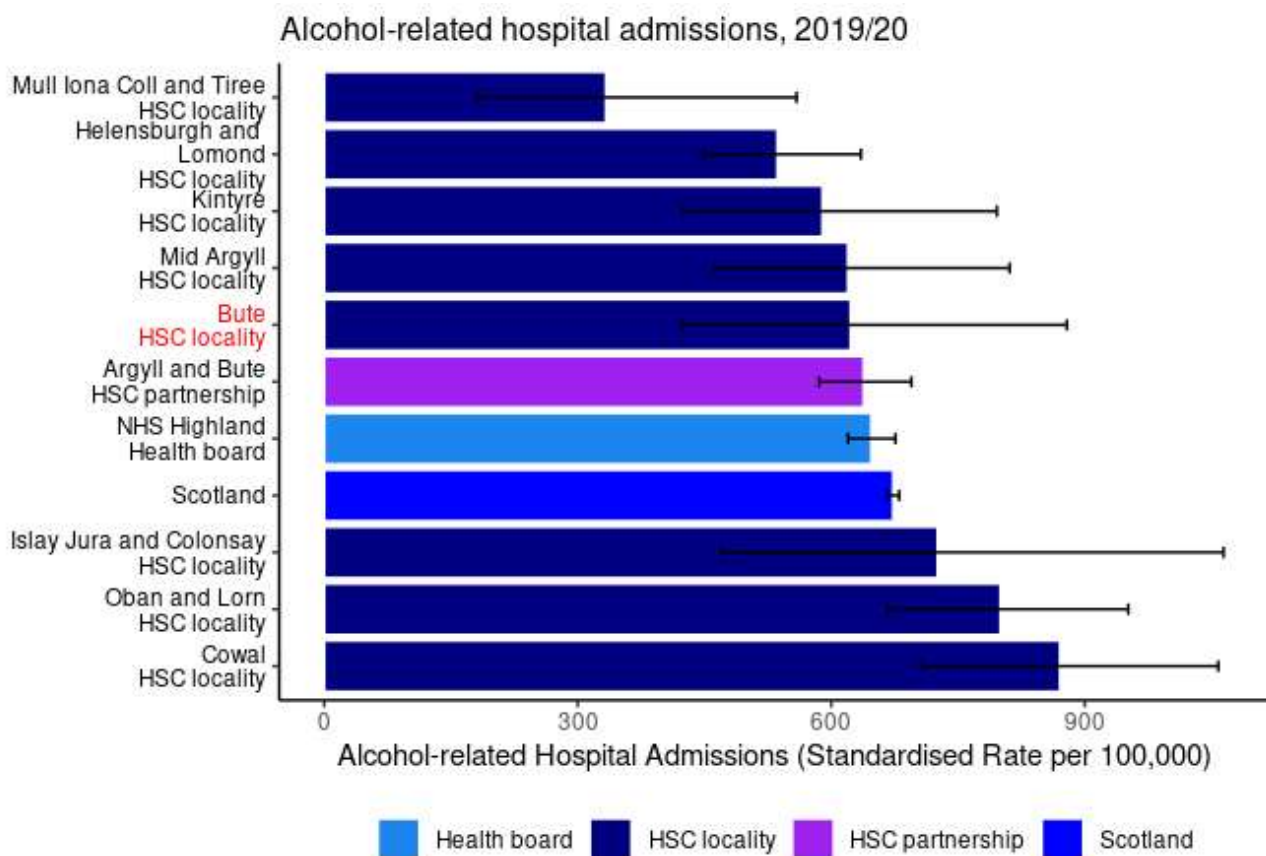 Alcohol-related hospital admissions, 2019/20
Mull Iona Coll and Tiree
HSC locality
Helensburgh and
Lomond
HSC locality
Kintyre
HSC locality
Mid Argyll
HSC locality
Bute
HSC locality
Argyll and Bute
HSC partnership
NHS Highland
Health board
Scotland
Islay Jura and Colonsay
HSC locality
Oban and Lorn
HSC locality
Cowal
HSC locality
0 300 600 900
Alcohol-related Hospital Admissions (Standardised Rate per 100,000)
Health board HSC locality HSC partnership Scotland